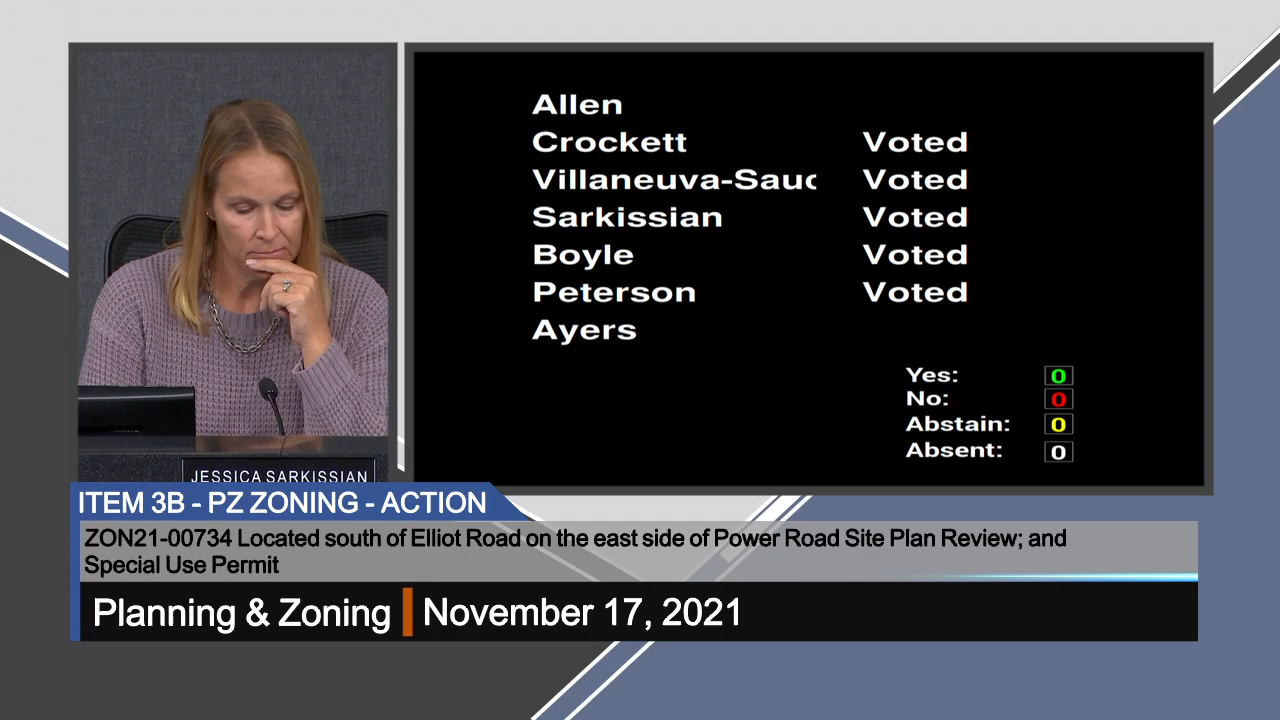 Allen
Crockett Voted
Villaneuva-Sauc Voted
Sarkissian Voted
Boyle Voted
Peterson Voted
Ayers
Yes: 0
No: 0
Abstain: 0
Absent: 0
JESSICA SARKISSIAN
ITEM 3B - PZ ZONING - ACTION
ZON21-00734 Located south of Elliot Road on the east side of Power Road Site Plan Review; and
Special Use Permit
Planning & Zoning November 17, 2021